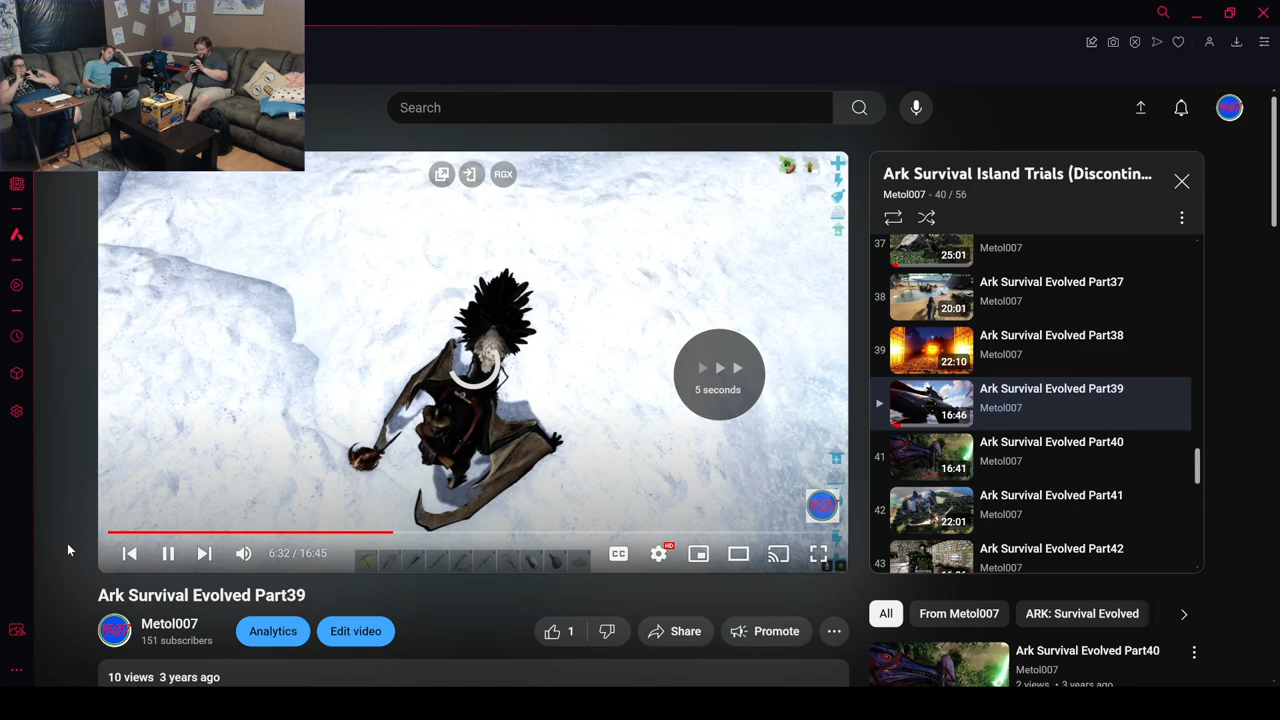 Search
RGX
5 seconds
6:32 / 16:45
CC
HD
Ark Survival Evolved Part39
Metol007
151 subscribers
Analytics
Edit video
1
Share
Promote
10 views 3 years ago
Ark Survival Island Trials (Discontin...
Metol007 - 40 / 56
37
25:01
Metol007
38
20:01
Ark Survival Evolved Part37
Metol007
39
22:10
Ark Survival Evolved Part38
Metol007
16:46
Ark Survival Evolved Part39
Metol007
41
16:41
Ark Survival Evolved Part40
Metol007
42
22:01
Ark Survival Evolved Part41
Metol007
43
Ark Survival Evolved Part42
Metol007
All
From Metol007
ARK: Survival Evolved
Ark Survival Evolved Part40
Metol007
2 views • 3 years ago